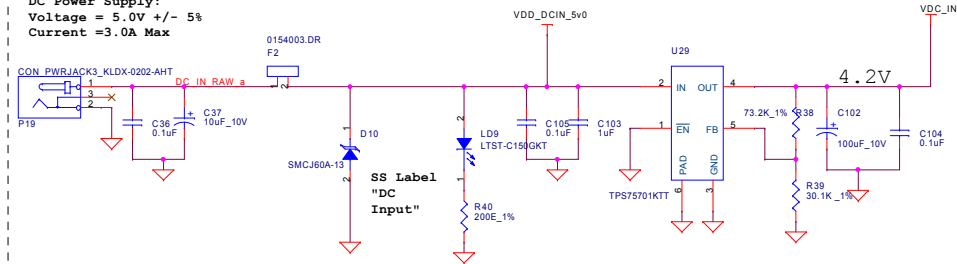 DC Power Supply:
Voltage = 5.0V +/- 5%
Current =3.0A Max
VDD_DCIN_5v0
VDC_IN
0154003.DR
F2
U29
CON_PWRJACK3_KLDX-0202-AHT
DC_IN_RAW_a
1
3
2
P19
1 2
2 IN OUT 4
4.2V
C36
0.1uF
C37
10uF_10V
1
D10
2
SMCJ60A-13
SS Label
"DC
Input"
2
LD9
LTST-C150GKT
1
R40
200E_1%
C105
0.1uF
C103
1uF
1 EN FB 5
PAD GND
6 3
TPS75701KTT
73.2K_1% R38
C102
100uF_10V
C104
0.1uF
R39
30.1K_1%